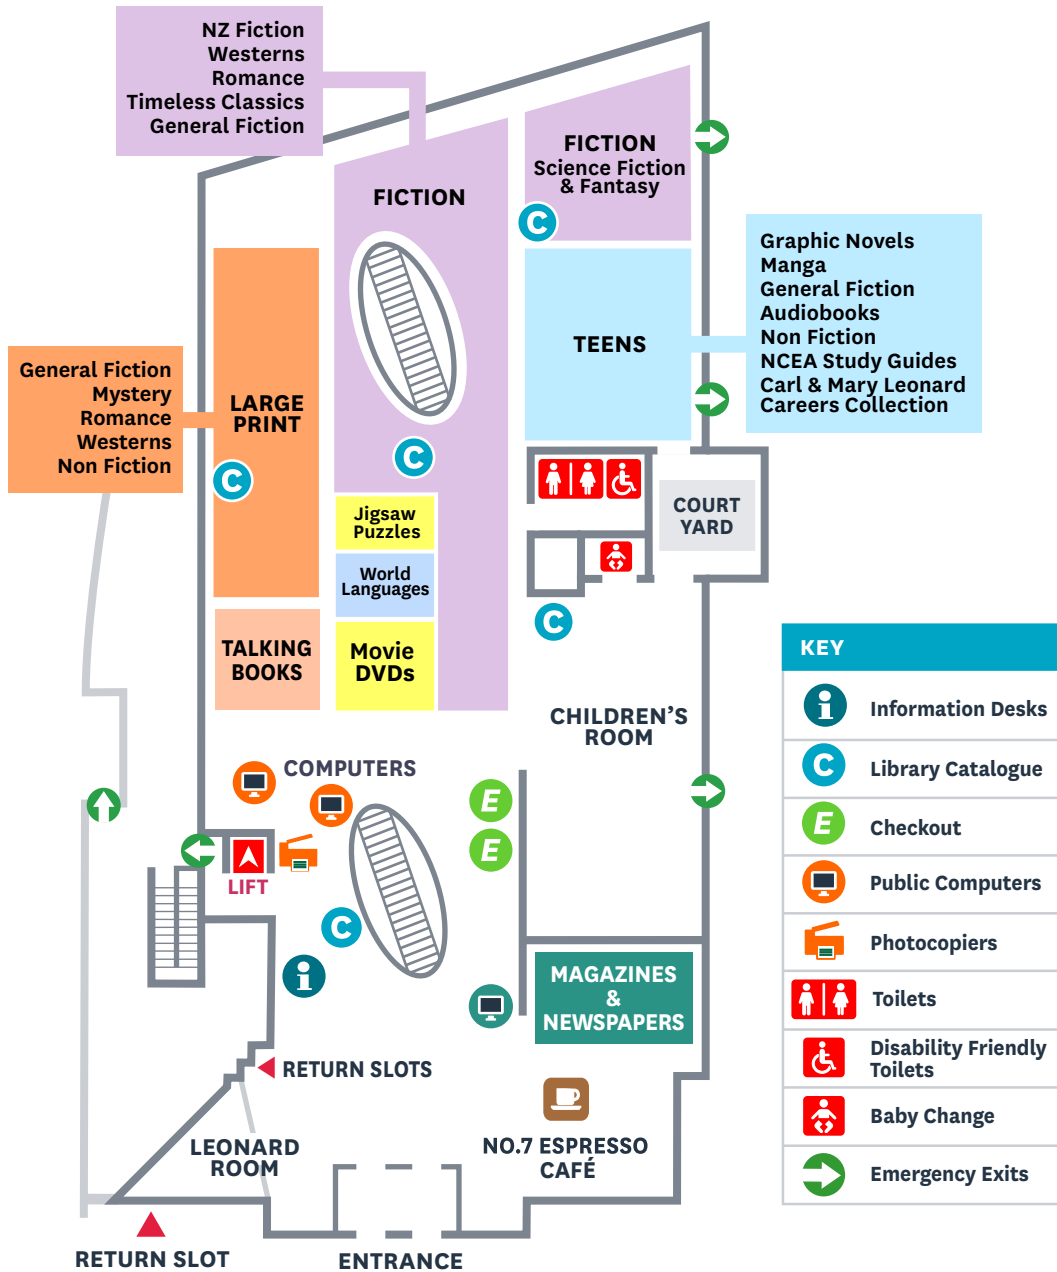 NZ Fiction
Westerns
Romance
Timeless Classics
General Fiction
FICTION
FICTION
Science Fiction
& Fantasy
C
Graphic Novels
Manga
General Fiction
Audiobooks
Non Fiction
NCEA Study Guides
Carl & Mary Leonard
Careers Collection
TEENS
General Fiction
Mystery
Romance
Westerns
Non Fiction
LARGE
PRINT
C
C
Jigsaw
Puzzles
World
Languages
Movie
DVDs
TALKING
BOOKS
COURT
YARD
C
CHILDREN'S
ROOM
COMPUTERS
E
E
LIFT
C
i
MAGAZINES
&
NEWSPAPERS
RETURN SLOTS
LEONARD
ROOM
NO.7 ESPRESSO
CAFÉ
RETURN SLOT
ENTRANCE
KEY
i Information Desks
C Library Catalogue
E Checkout
Public Computers
Photocopiers
Toilets
Disability Friendly
Toilets
Baby Change
Emergency Exits